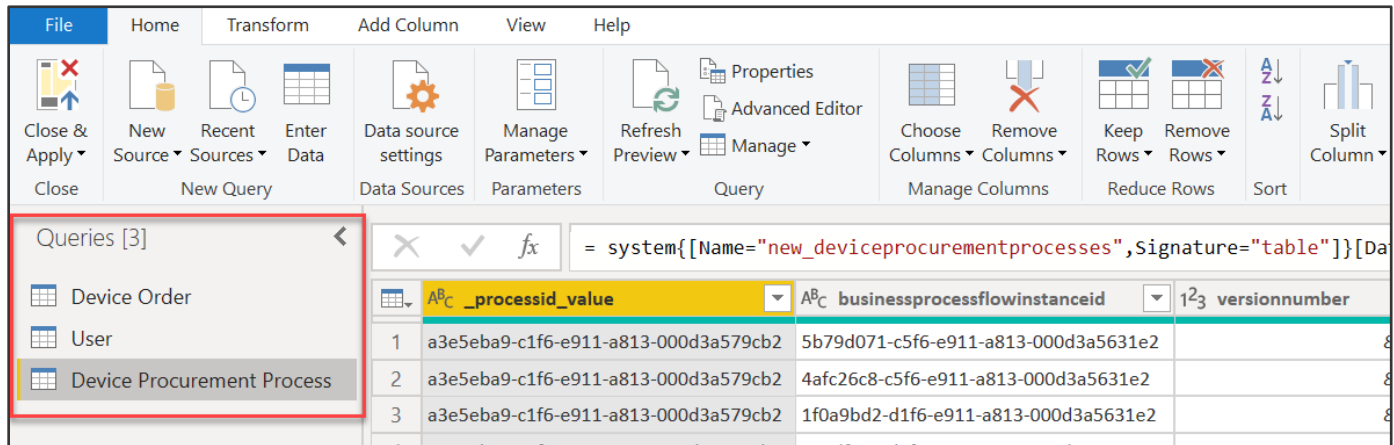 File Home Transform Add Column View Help
Properties
Advanced Editor
Manage
Close & Apply
New Source
Recent Sources
Enter Data
Data source settings
Manage Parameters
Refresh Preview
Choose Columns
Remove Columns
Keep Rows
Remove Rows
A Z
Z A
Split Column
Close New Query Data Sources Parameters Query Manage Columns Reduce Rows Sort
Queries [3]
Device Order
User
Device Procurement Process
fx = system{[Name="new_deviceprocurementprocesses",Signature="table"]}[Da
ABC _processid_value ABC businessprocessflowinstanceid 123 versionnumber
1 a3e5eba9-c1f6-e911-a813-000d3a579cb2 5b79d071-c5f6-e911-a813-000d3a5631e2
2 a3e5eba9-c1f6-e911-a813-000d3a579cb2 4afc26c8-c5f6-e911-a813-000d3a5631e2
3 a3e5eba9-c1f6-e911-a813-000d3a579cb2 1f0a9bd2-d1f6-e911-a813-000d3a5631e2